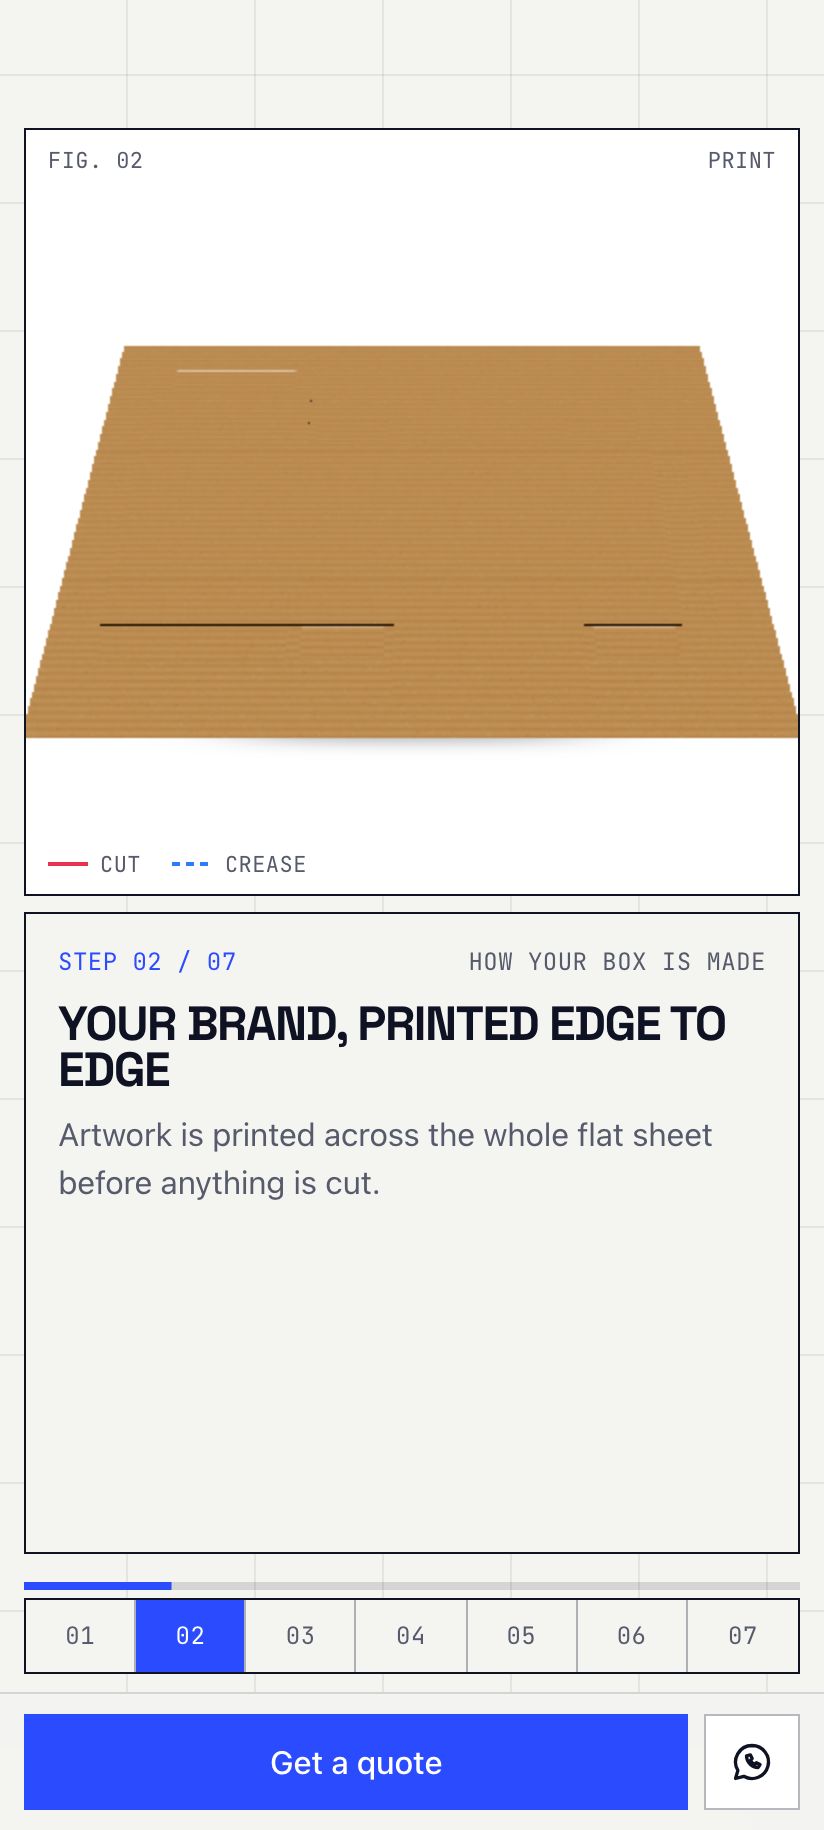 FIG. 02
PRINT
CUT
CREASE
STEP 02 / 07
HOW YOUR BOX IS MADE
YOUR BRAND, PRINTED EDGE TO
EDGE
Artwork is printed across the whole flat sheet
before anything is cut.
01
02
03
04
05
06
07
Get a quote